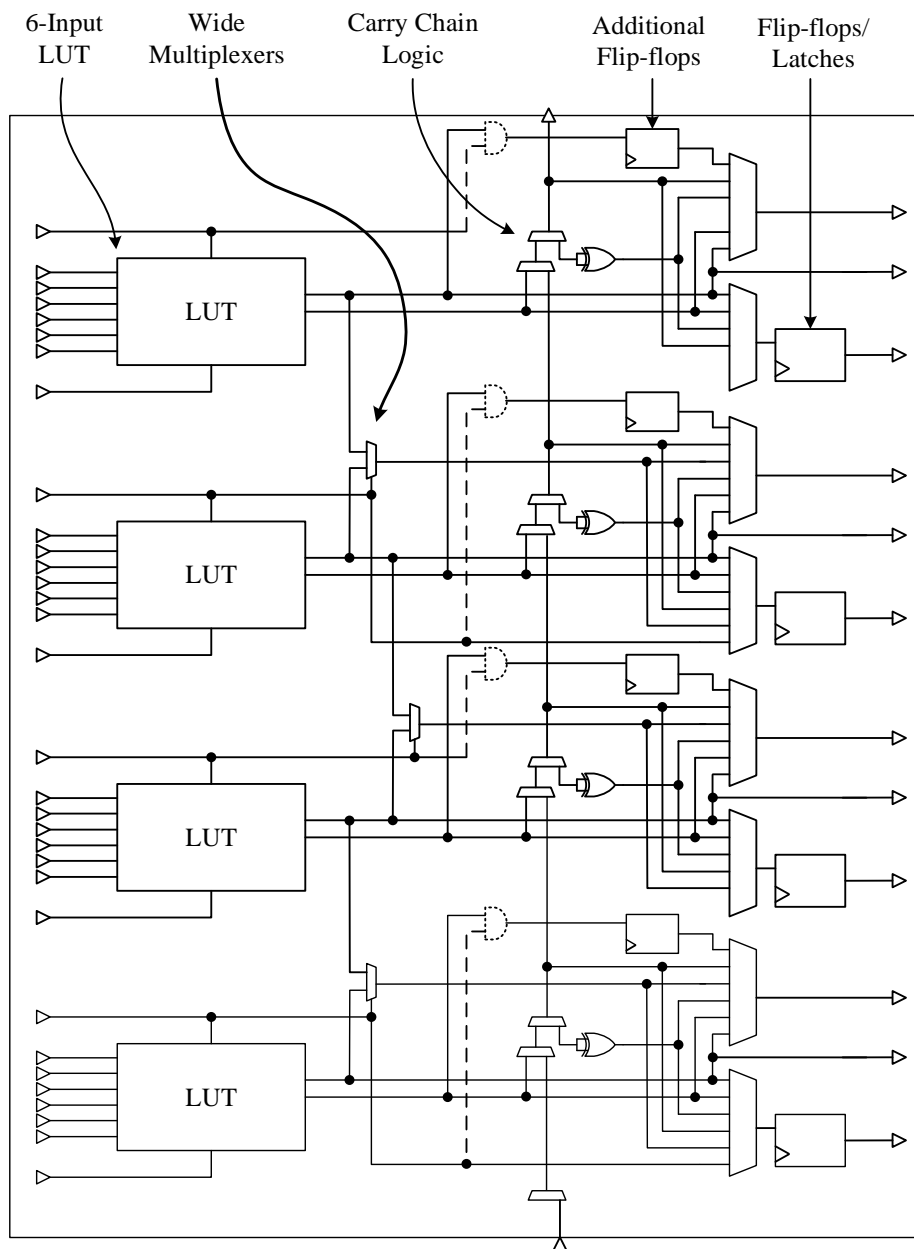 6-Input
LUT
Wide
Multiplexers
Carry Chain
Logic
Additional
Flip-flops
Flip-flops/
Latches
LUT
LUT
LUT
LUT